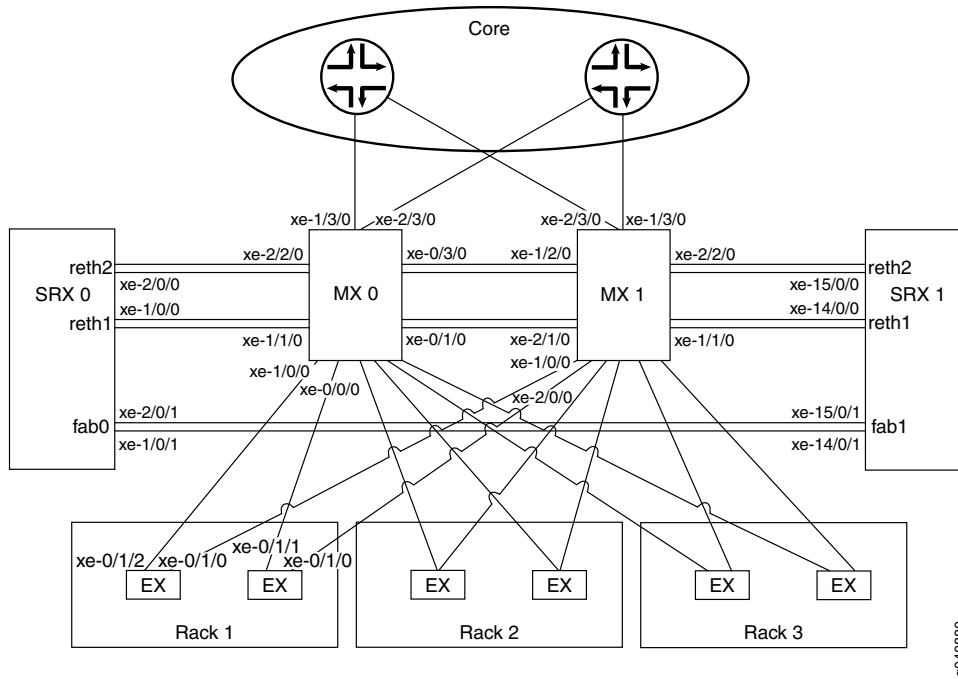 Core
xe-1/3/0
xe-2/3/0
xe-2/3/0
xe-1/3/0
reth2
xe-2/2/0
xe-0/3/0
xe-1/2/0
xe-2/2/0
reth2
SRX 0
xe-2/0/0
MX 0
MX 1
xe-15/0/0
SRX 1
xe-1/0/0
xe-14/0/0
reth1
reth1
xe-1/1/0
xe-0/1/0
xe-2/1/0
xe-1/1/0
xe-1/0/0
xe-1/0/0
xe-0/0/0
xe-2/0/0
xe-2/0/1
xe-15/0/1
fab0
fab1
xe-1/0/1
xe-14/0/1
xe-0/1/2
xe-0/1/0
xe-0/1/1
xe-0/1/0
EX
EX
EX
EX
EX
EX
Rack 1
Rack 2
Rack 3